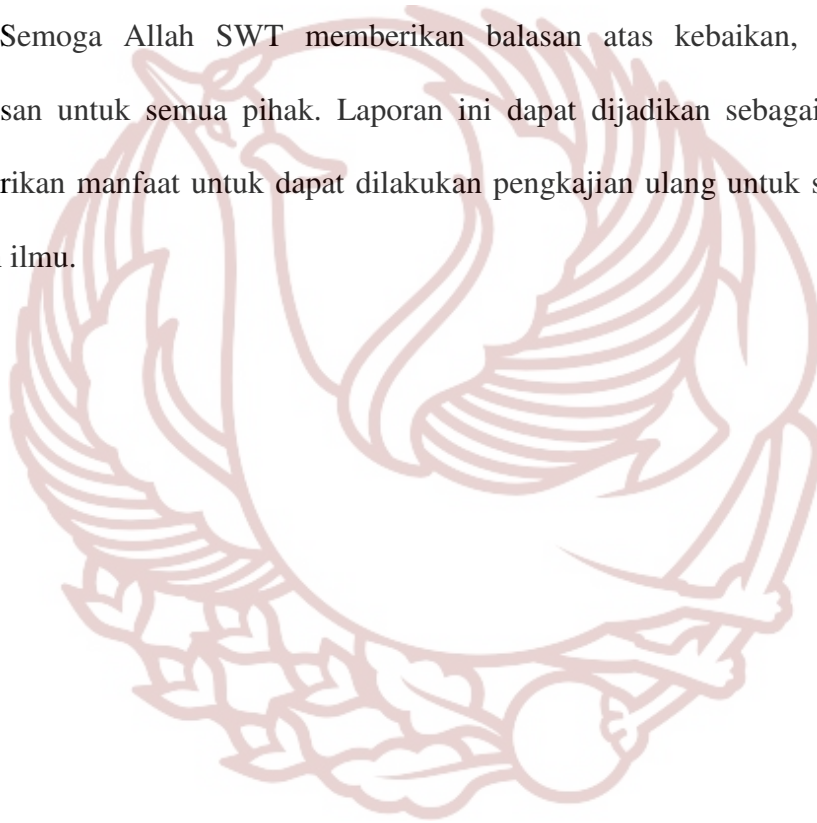 Semoga Allah SWT memberikan balasan atas kebaikan,
san untuk semua pihak. Laporan ini dapat dijadikan sebagai
rikan manfaat untuk dapat dilakukan pengkajian ulang untuk s
ilmu.